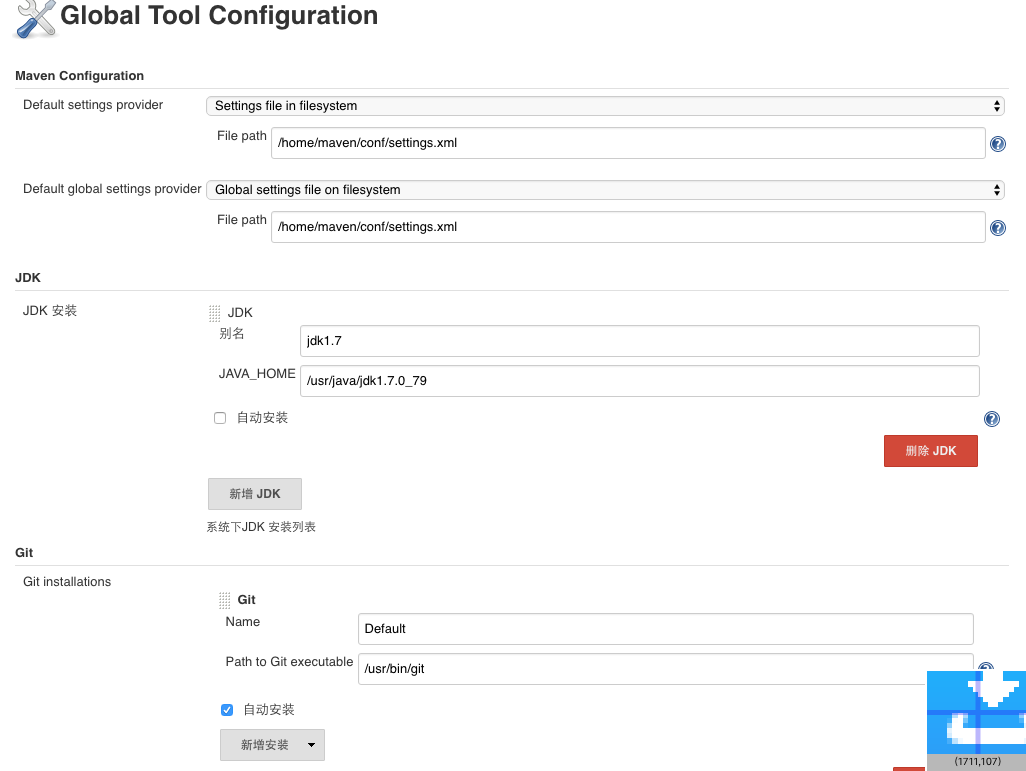 Global Tool Configuration
Maven Configuration
Default settings provider
Settings file in filesystem
File path
/home/maven/conf/settings.xml
Default global settings provider
Global settings file on filesystem
File path
/home/maven/conf/settings.xml
JDK
JDK 安装
JDK
别名
jdk1.7
JAVA_HOME
/usr/java/jdk1.7.0_79
自动安装
删除 JDK
新增 JDK
系统下JDK 安装列表
Git
Git installations
Git
Name
Default
Path to Git executable
/usr/bin/git
自动安装
新增安装
(1711,107)